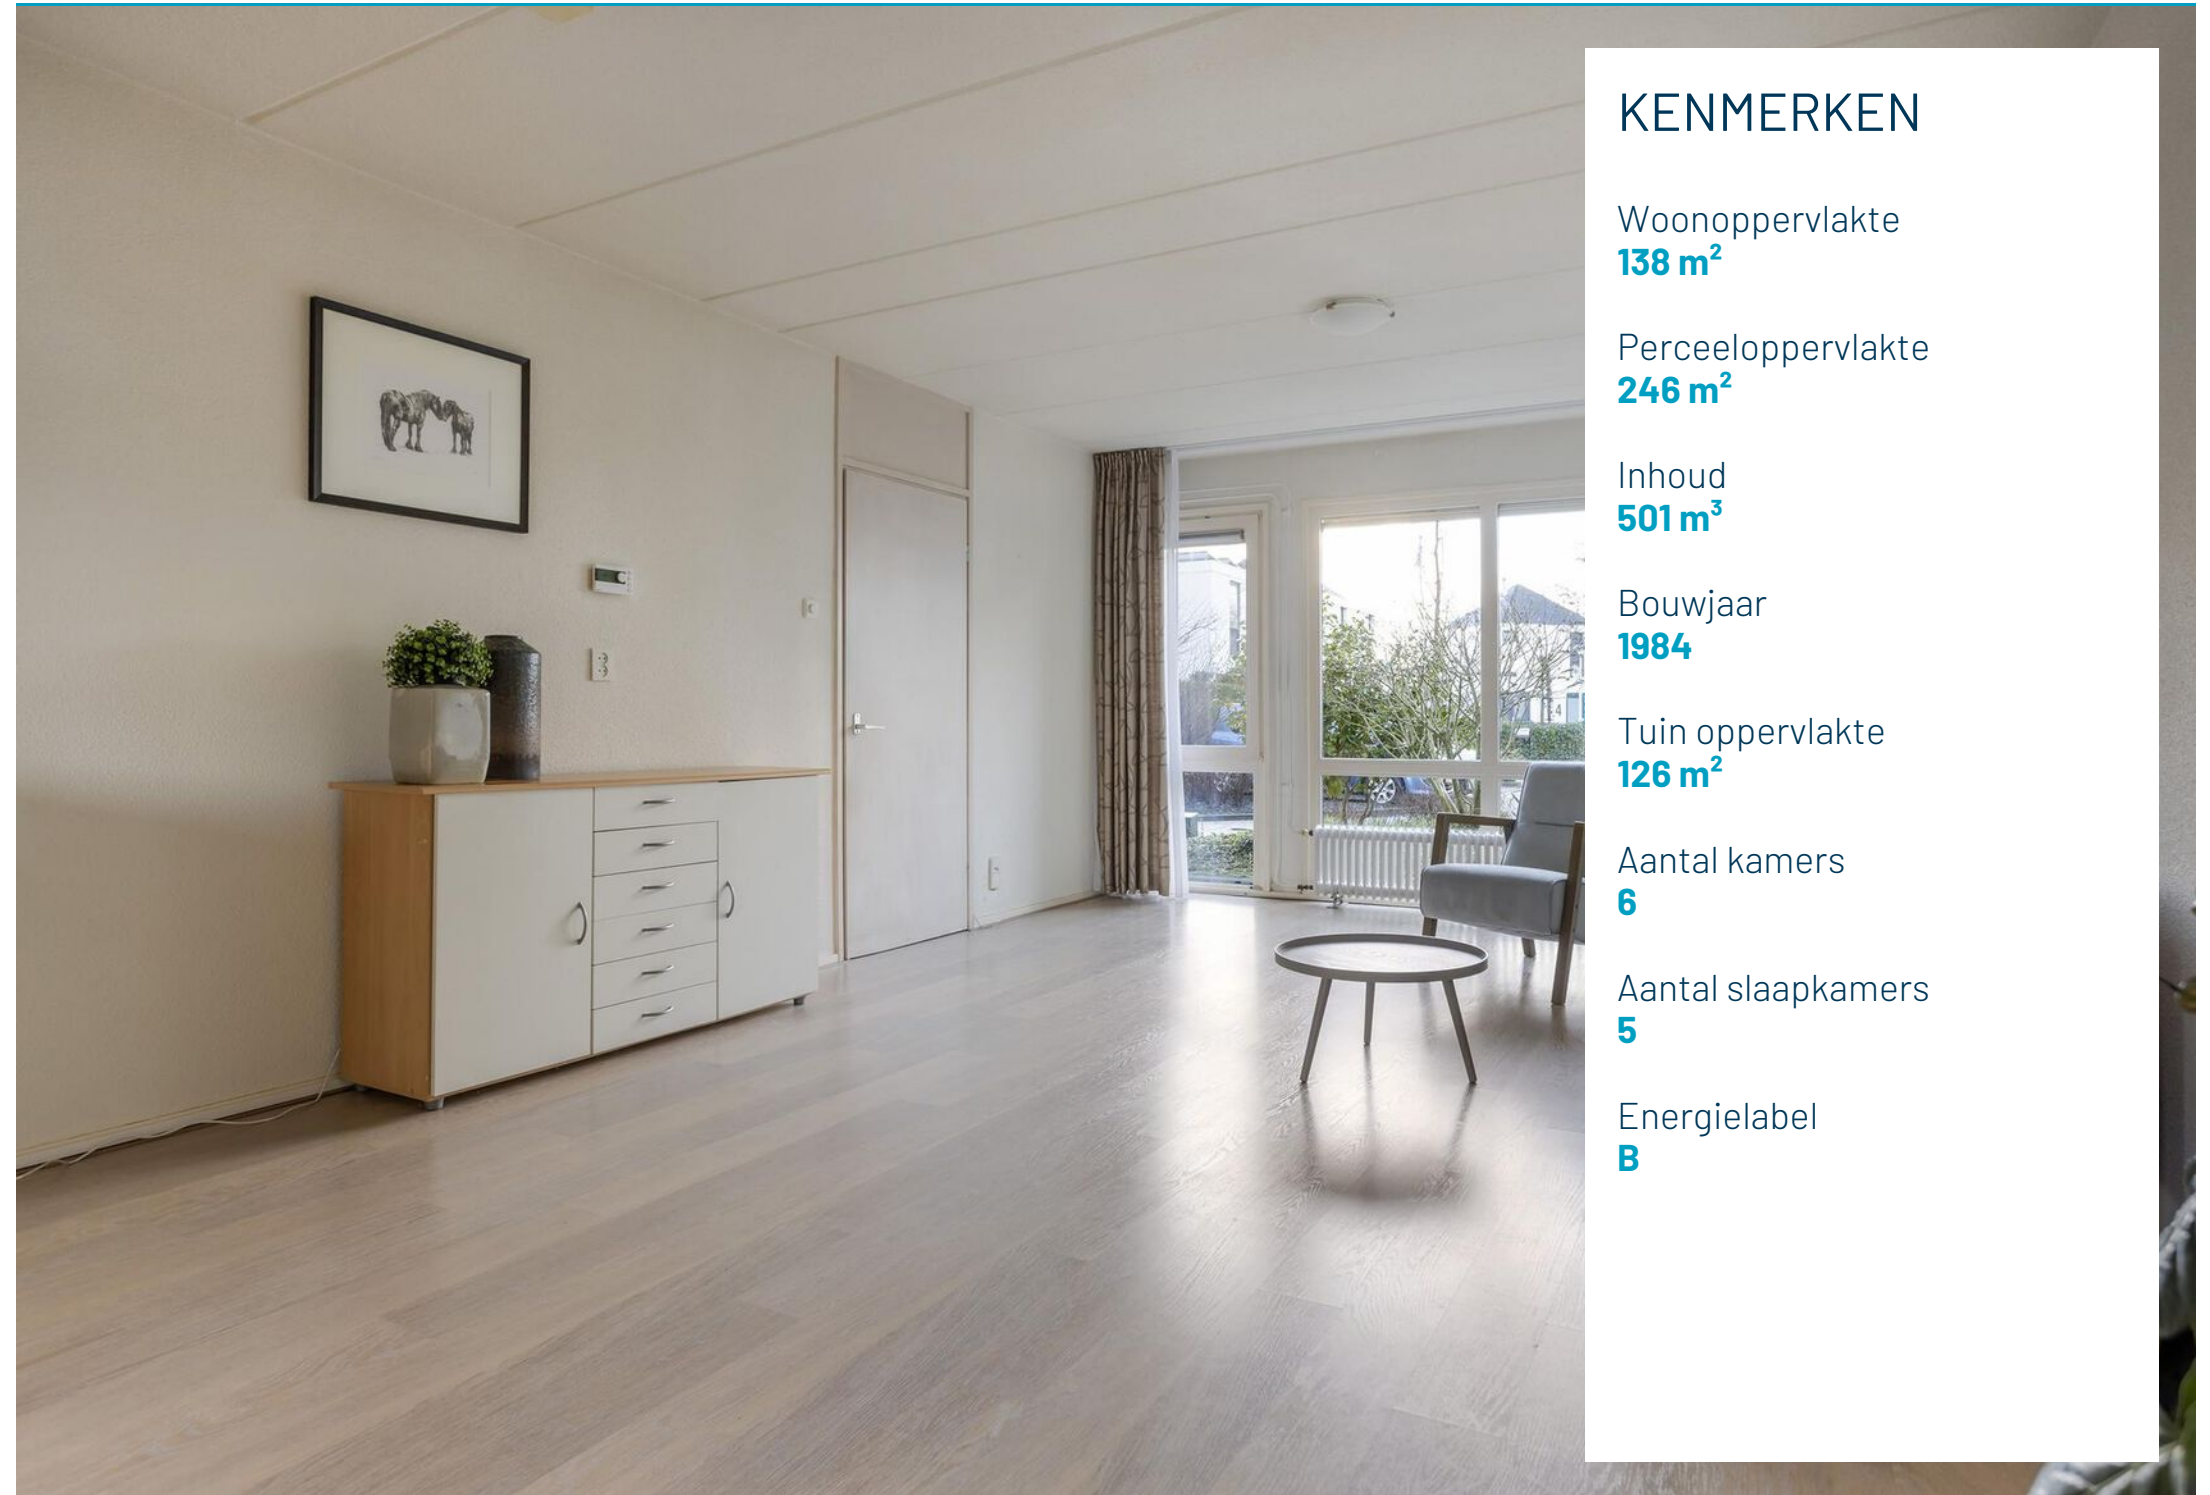 KENMERKEN
Woonoppervlakte
138 m²
Perceeloppervlakte
246 m²
Inhoud
501 m³
Bouwjaar
1984
Tuin oppervlakte
126 m²
Aantal kamers
6
Aantal slaapkamers
5
Energielabel
B